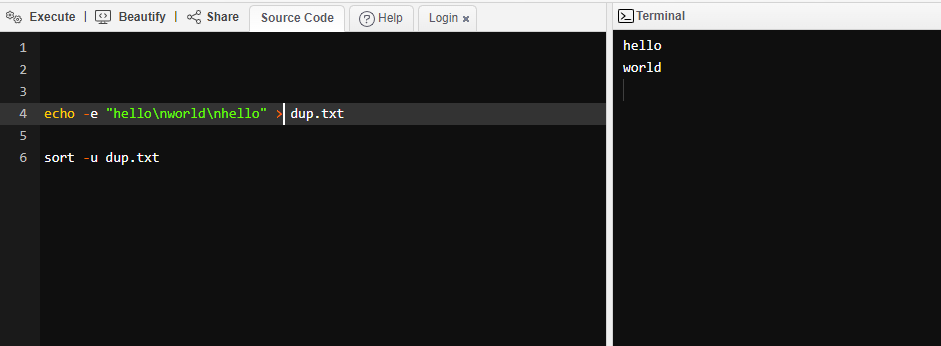 Execute | Beautify | Share Source Code Help Login ×
1
2
3
4 echo -e "hello\nworld\nhello" > dup.txt
5
6 sort -u dup.txt
Terminal
hello
world